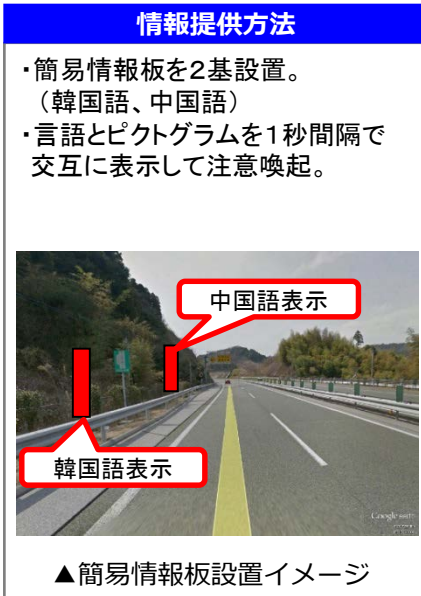 情報提供方法
・簡易情報板を２基設置。
（韓国語、中国語）
・言語とピクトグラムを１秒間隔で
交互に表示して注意喚起。
中国語表示
韓国語表示
Google
▲簡易情報板設置イメージ